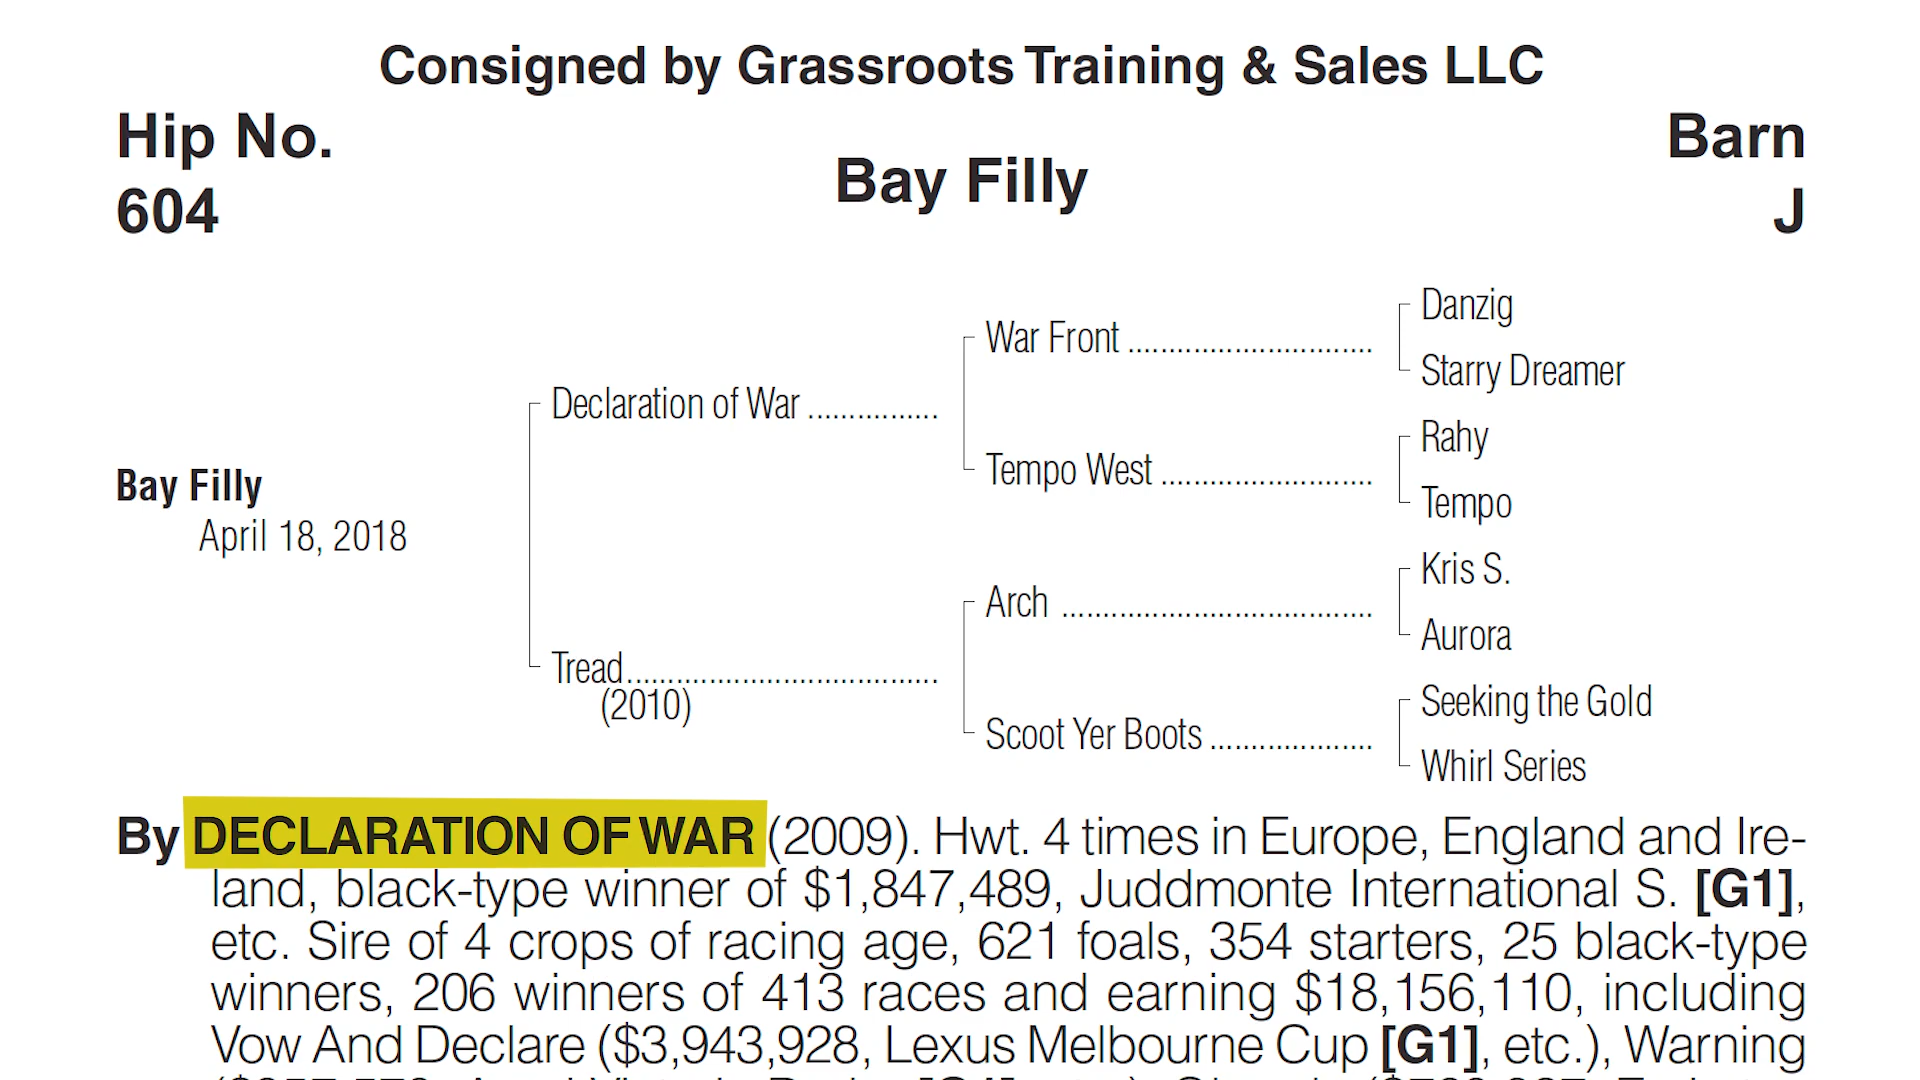 Consigned by Grassroots Training & Sales LLC
Hip No.
604
Bay Filly
Barn
J
Danzig
War Front ..............................
Starry Dreamer
Declaration of War ................
Rahy
Tempo West ..........................
Tempo
Bay Filly
April 18, 2018
Kris S.
Arch ......................................
Aurora
Tread......................................
(2010)
Seeking the Gold
Scoot Yer Boots ....................
Whirl Series
By DECLARATION OF WAR (2009). Hwt. 4 times in Europe, England and Ire-
land, black-type winner of $1,847,489, Juddmonte International S. [G1],
etc. Sire of 4 crops of racing age, 621 foals, 354 starters, 25 black-type
winners, 206 winners of 413 races and earning $18,156,110, including
Vow And Declare ($3,943,928, Lexus Melbourne Cup [G1], etc.), Warning